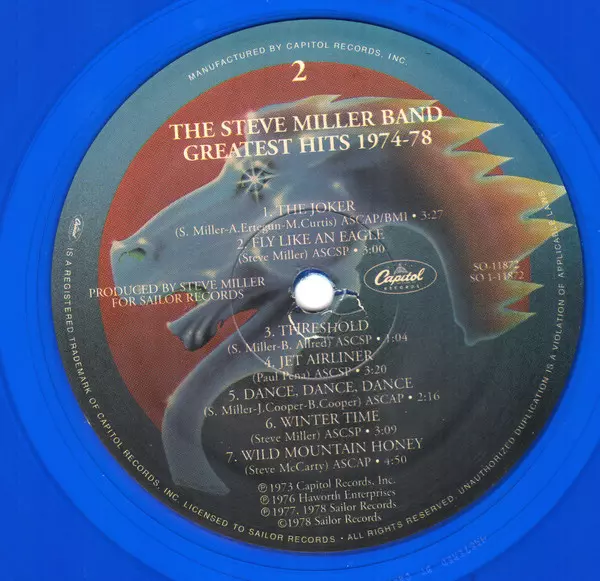 MANUFACTURED BY CAPITOL RECORDS, INC.
2
THE STEVE MILLER BAND
GREATEST HITS 1974-78
1. THE JOKER
(S. Miller-A.Ertegun-M.Curtis) ASCAP/BMI • 3:27
2. FLY LIKE AN EAGLE
(Steve Miller) ASCSP • 3:00
PRODUCED BY STEVE MILLER
FOR SAILOR RECORDS
Capitol
RECORDS
SO-11872
SO 1-11872
3. THRESHOLD
(S. Miller-B. Alfred) ASCSP • 1:04
4. JET AIRLINER
(Paul Pena) ASCSP • 3:20
5. DANCE, DANCE, DANCE
(S. Miller-J.Cooper-B.Cooper) ASCAP • 2:16
6. WINTER TIME
(Steve Miller) ASCSP • 3:09
7. WILD MOUNTAIN HONEY
(Steve McCarty) ASCAP • 4:50
℗1973 Capitol Records, Inc.
℗1976 Haworth Enterprises
℗1977, 1978 Sailor Records
©1978 Sailor Records
Capitol IS A REGISTERED TRADEMARK OF CAPITOL RECORDS, INC. LICENSED TO SAILOR RECORDS • ALL RIGHTS RESERVED. UNAUTHORIZED DUPLICATION IS A VIOLATION OF APPLICABLE LAWS.